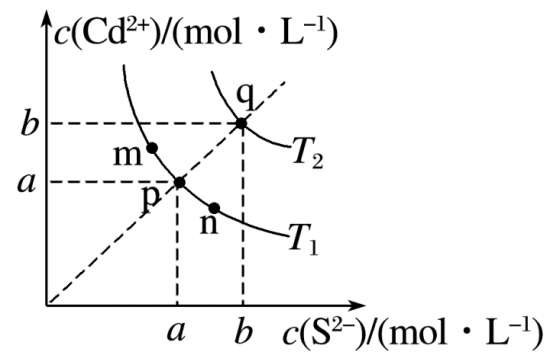 c(Cd²⁺)/(mol・L⁻¹)
q
b
m
T₂
a
p
n
T₁
a b c(S²⁻)/(mol・L⁻¹)